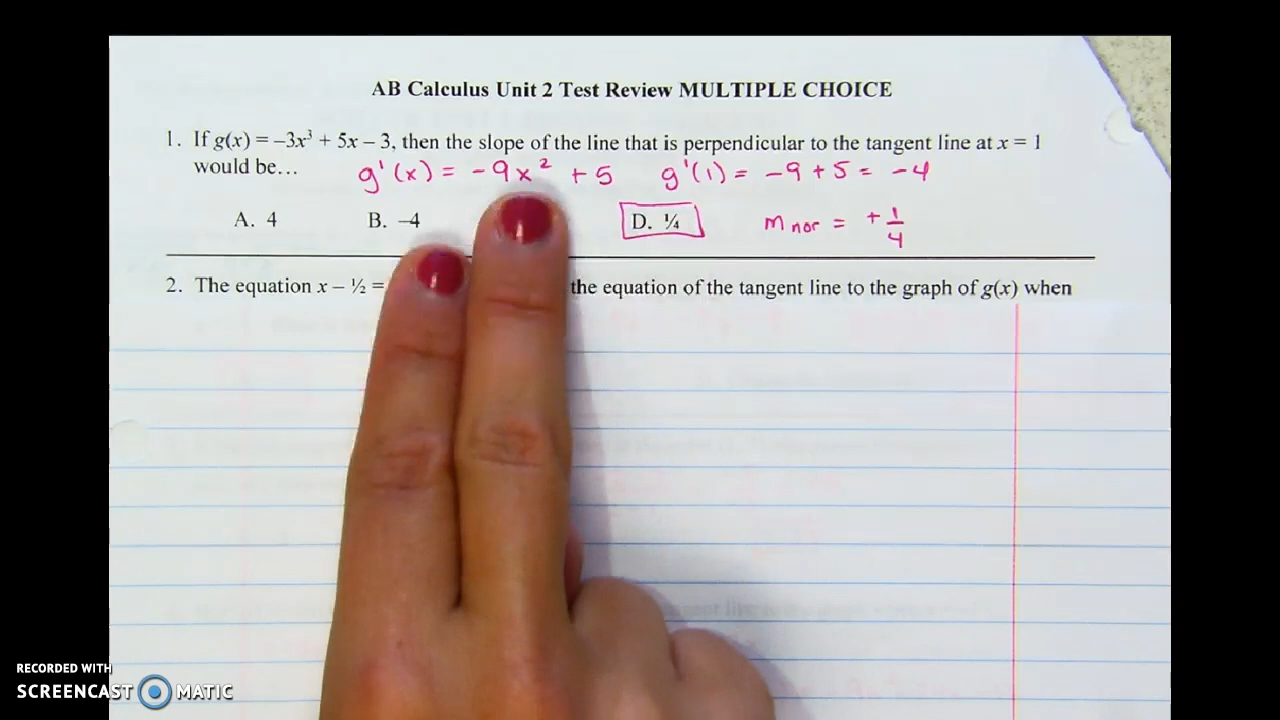 AB Calculus Unit 2 Test Review MULTIPLE CHOICE
1. If g(x) = –3x³ + 5x – 3, then the slope of the line that is perpendicular to the tangent line at x = 1
would be… g'(x) = -9x² + 5 g'(1) = -9 + 5 = -4
A. 4 B. –4 D. ¼ m nor = + 1/4
2. The equation x – ½ = the equation of the tangent line to the graph of g(x) when
RECORDED WITH
SCREENCAST MATIC